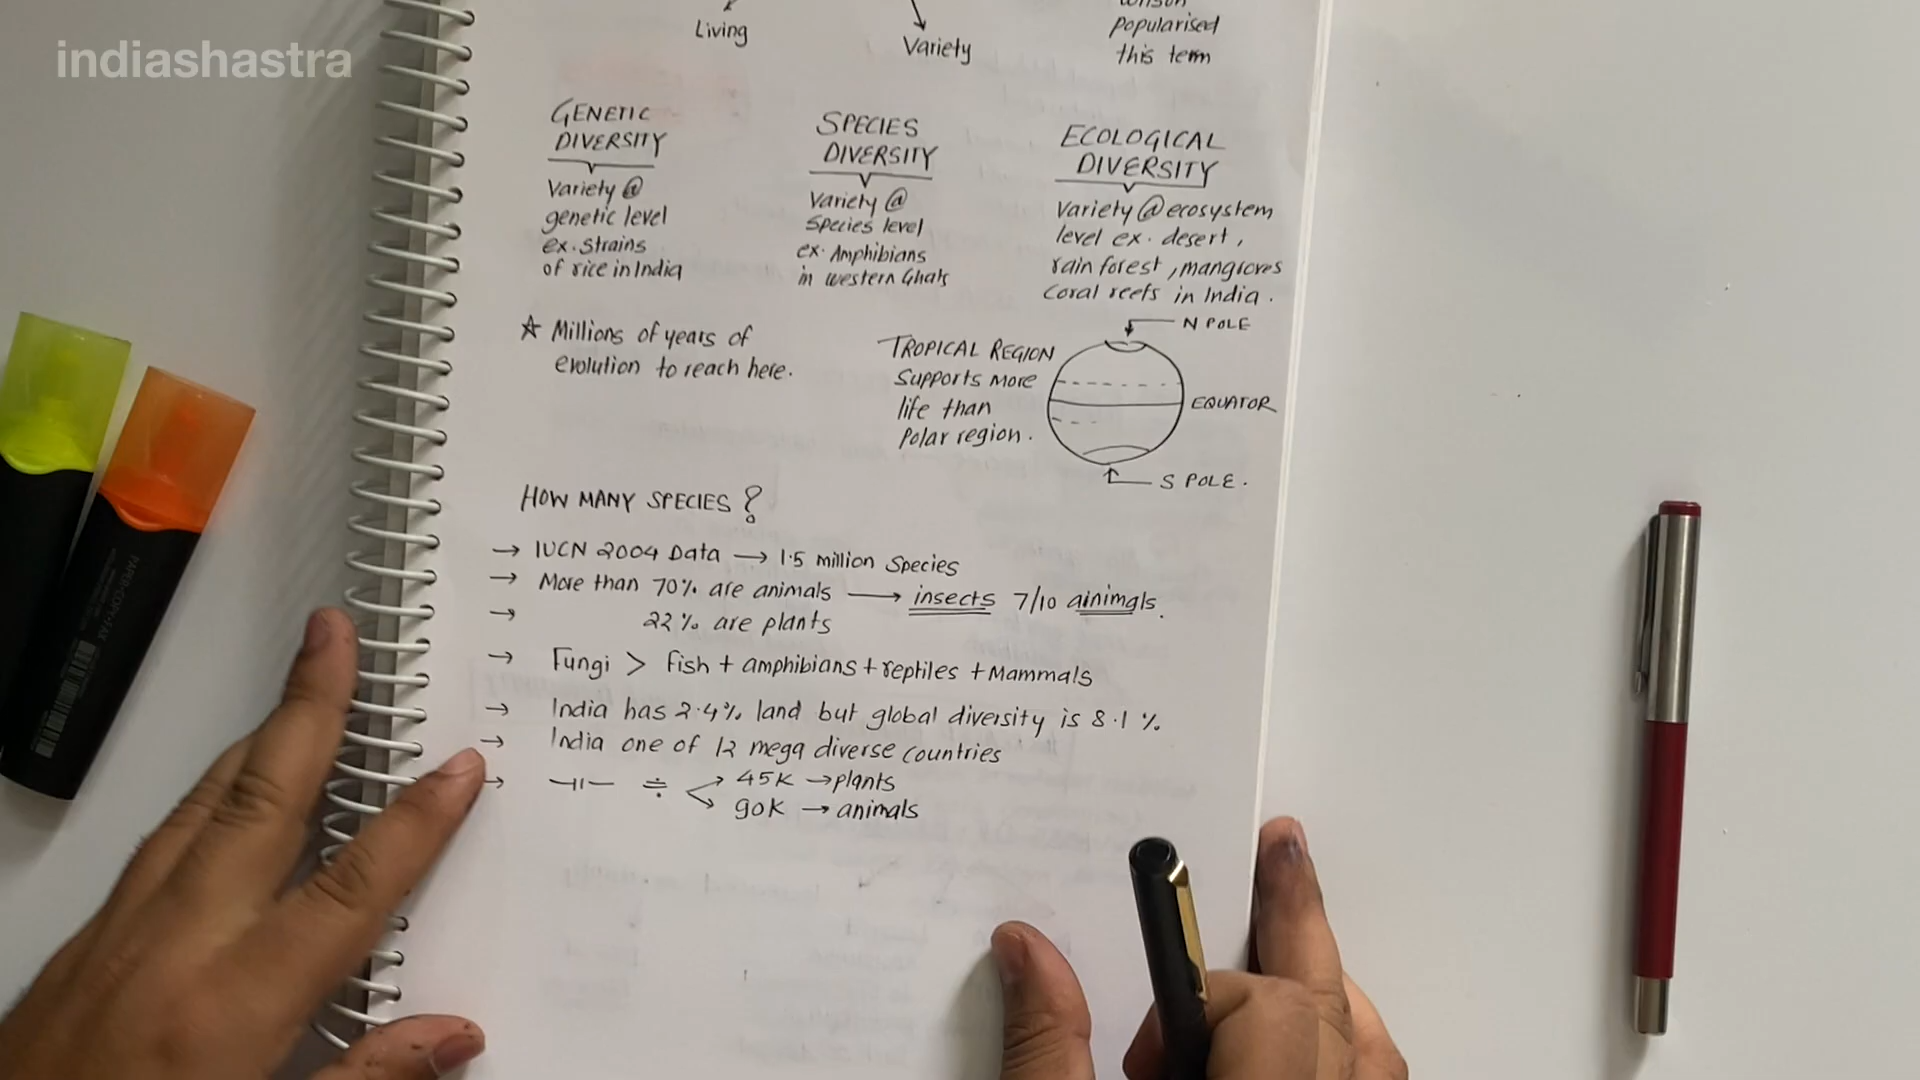 indiashastra
Living
Variety
popularised
this term
GENETIC
DIVERSITY
Variety @
genetic level
ex. strains
of rice in India
SPECIES
DIVERSITY
Variety @
Species level
ex. Amphibians
in western Ghats
ECOLOGICAL
DIVERSITY
Variety @ ecosystem
level ex. desert,
rain forest, mangroves
Coral reefs in India.
☆ Millions of years of
evolution to reach here.
TROPICAL REGION
Supports more
life than
Polar region.
N POLE
EQUATOR
S POLE.
HOW MANY SPECIES?
→ IUCN 2004 Data → 1.5 million Species
→ More than 70% are animals → insects 7/10 ainimals.
→ 22% are plants
→ Fungi > fish + amphibians + reptiles + Mammals
→ India has 2.4% land but global diversity is 8.1 %
→ India one of 12 mega diverse countries
→ —11— ÷ 45K → plants
90K → animals